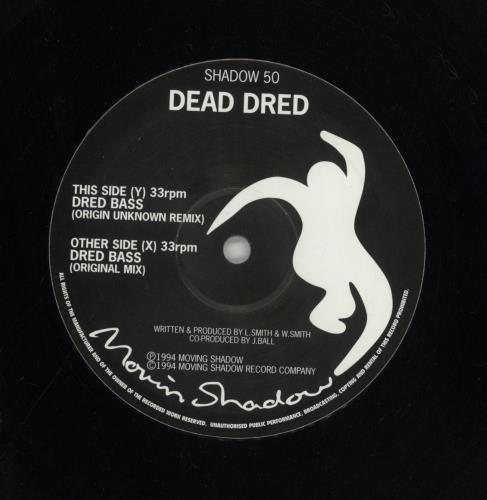 SHADOW 50
DEAD DRED
THIS SIDE (Y) 33rpm
DRED BASS
(ORIGIN UNKNOWN REMIX)
OTHER SIDE (X) 33rpm
DRED BASS
(ORIGINAL MIX)
WRITTEN & PRODUCED BY L.SMITH & W.SMITH
CO-PRODUCED BY J.BALL
Ⓟ1994 MOVING SHADOW
©1994 MOVING SHADOW RECORD COMPANY
Movin Shadow
ALL RIGHTS OF THE MANUFACTURER AND OF THE OWNER OF THE RECORDED WORK RESERVED. UNAUTHORISED PUBLIC PERFORMANCE, BROADCASTING, COPYING AND RENTAL OF THIS RECORD PROHIBITED.